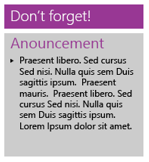 Don't forget!
Anouncement
Praesent libero. Sed cursus
Sed nisi. Nulla quis sem Duis
sagittis ipsum. Praesent
mauris. Praesent libero. Sed
cursus Sed nisi. Nulla quis
sem Duis sagittis ipsum.
Lorem Ipsum dolor sit amet.